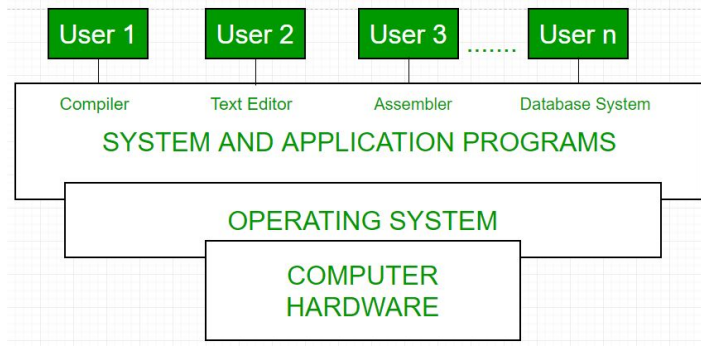 User 1 User 2 User 3 ....... User n
Compiler Text Editor Assembler Database System
SYSTEM AND APPLICATION PROGRAMS
OPERATING SYSTEM
COMPUTER
HARDWARE